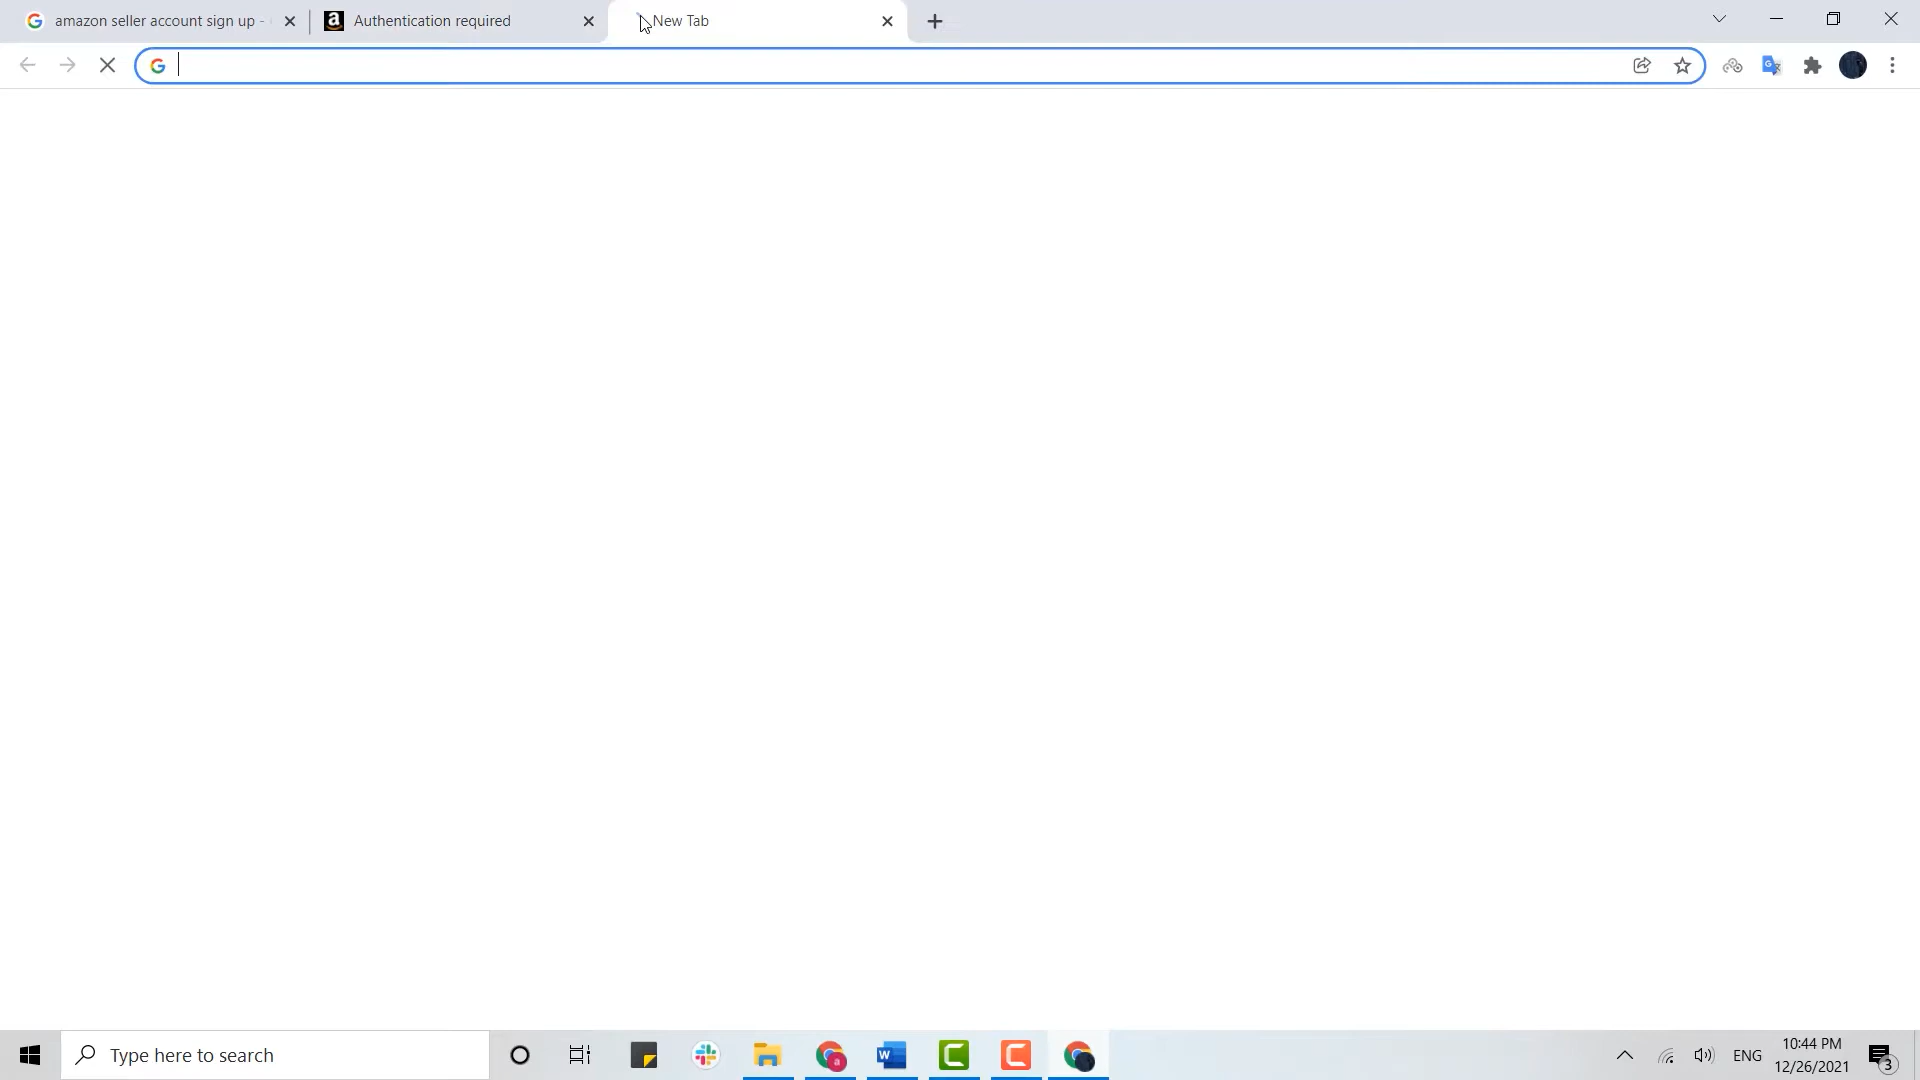 amazon seller account sign up -
Authentication required
New Tab
Type here to search
ENG
10:44 PM
12/26/2021
3